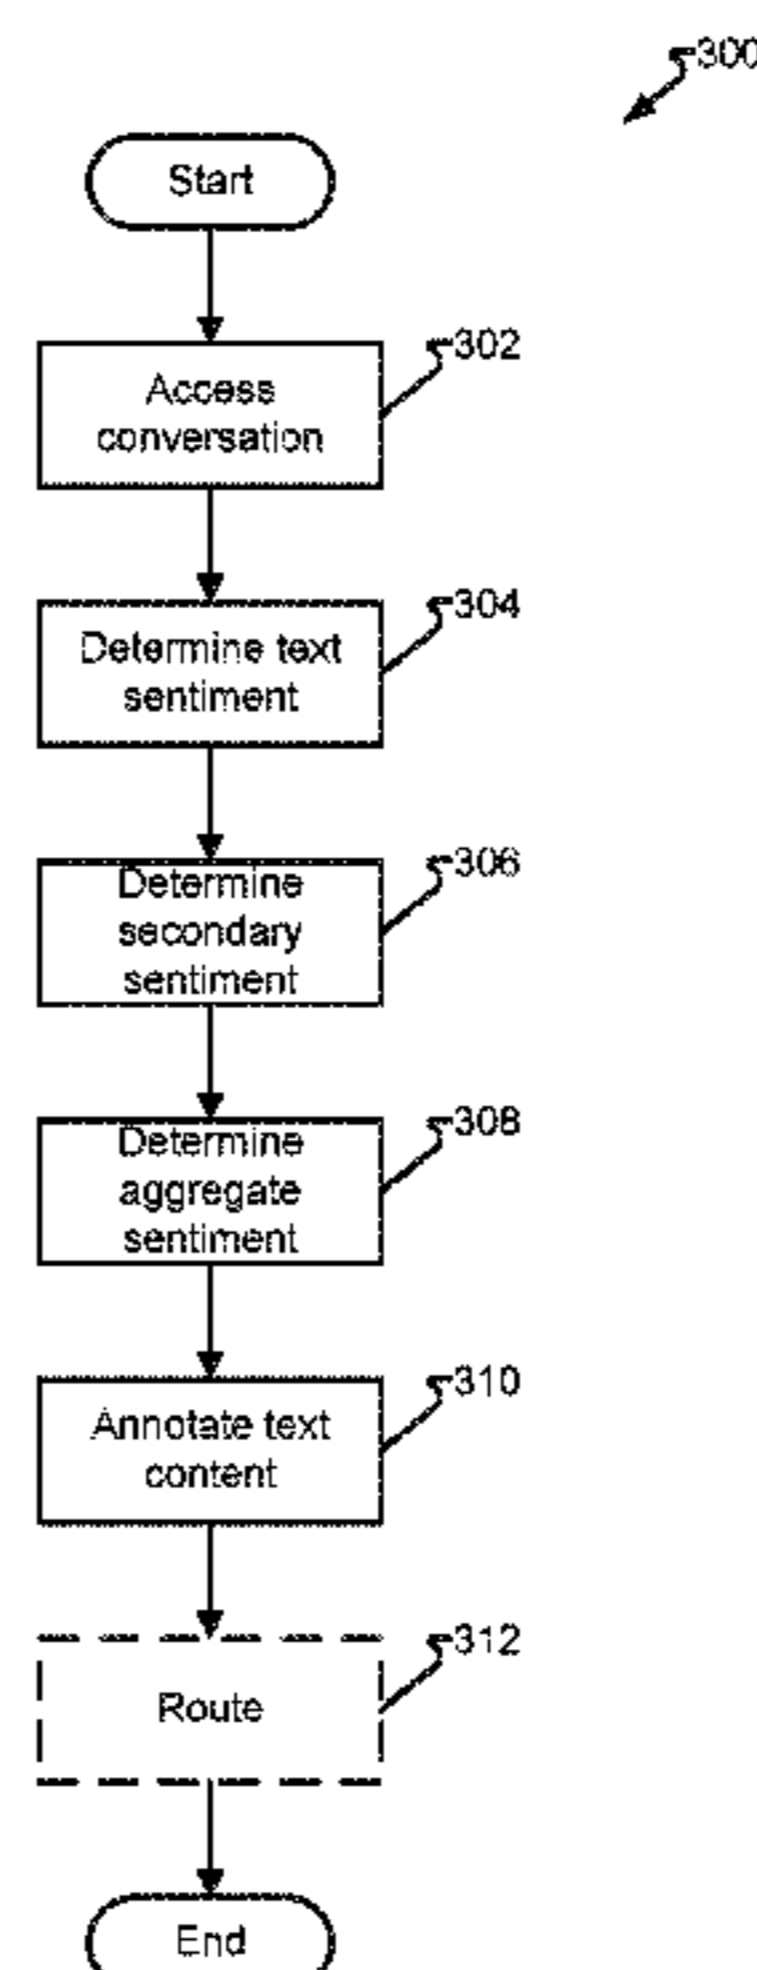 300
Start
302
Access
conversation
304
Determine text
sentiment
306
Determine
secondary
sentiment
308
Determine
aggregate
sentiment
310
Annotate text
content
312
Route
End